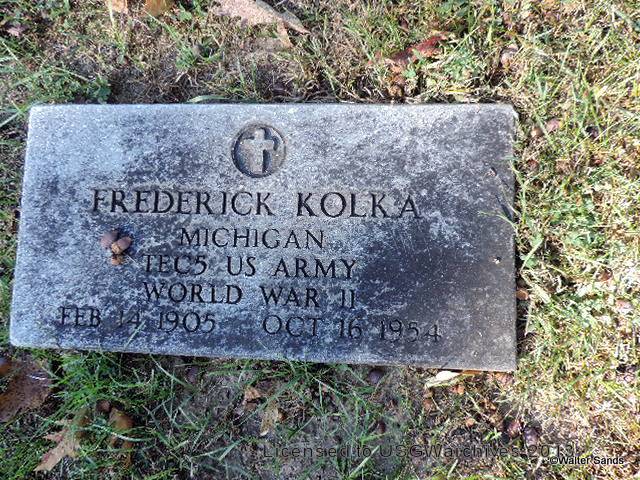 FREDERICK KOLKA
MICHIGAN
TEC5 US ARMY
WORLD WAR II
FEB 14 1905 OCT 16 1954
Licensed to USGWarchives
©Walter Sands